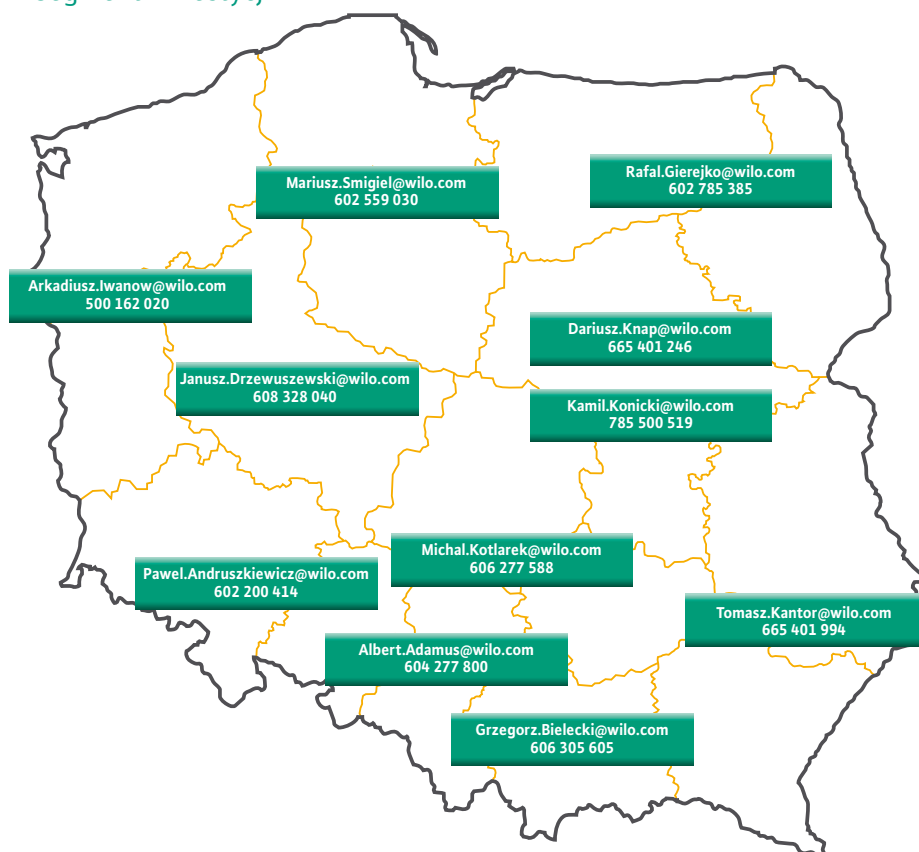 Mariusz.Smigiel@wilo.com
602 559 030
Rafal.Gierejko@wilo.com
602 785 385
Arkadiusz.Iwanow@wilo.com
500 162 020
Dariusz.Knap@wilo.com
665 401 246
Janusz.Drzewuszewski@wilo.com
608 328 040
Kamil.Konicki@wilo.com
785 500 519
Michal.Kotlarek@wilo.com
606 277 588
Pawel.Andruszkiewicz@wilo.com
602 200 414
Tomasz.Kantor@wilo.com
665 401 994
Albert.Adamus@wilo.com
604 277 800
Grzegorz.Bielecki@wilo.com
606 305 605